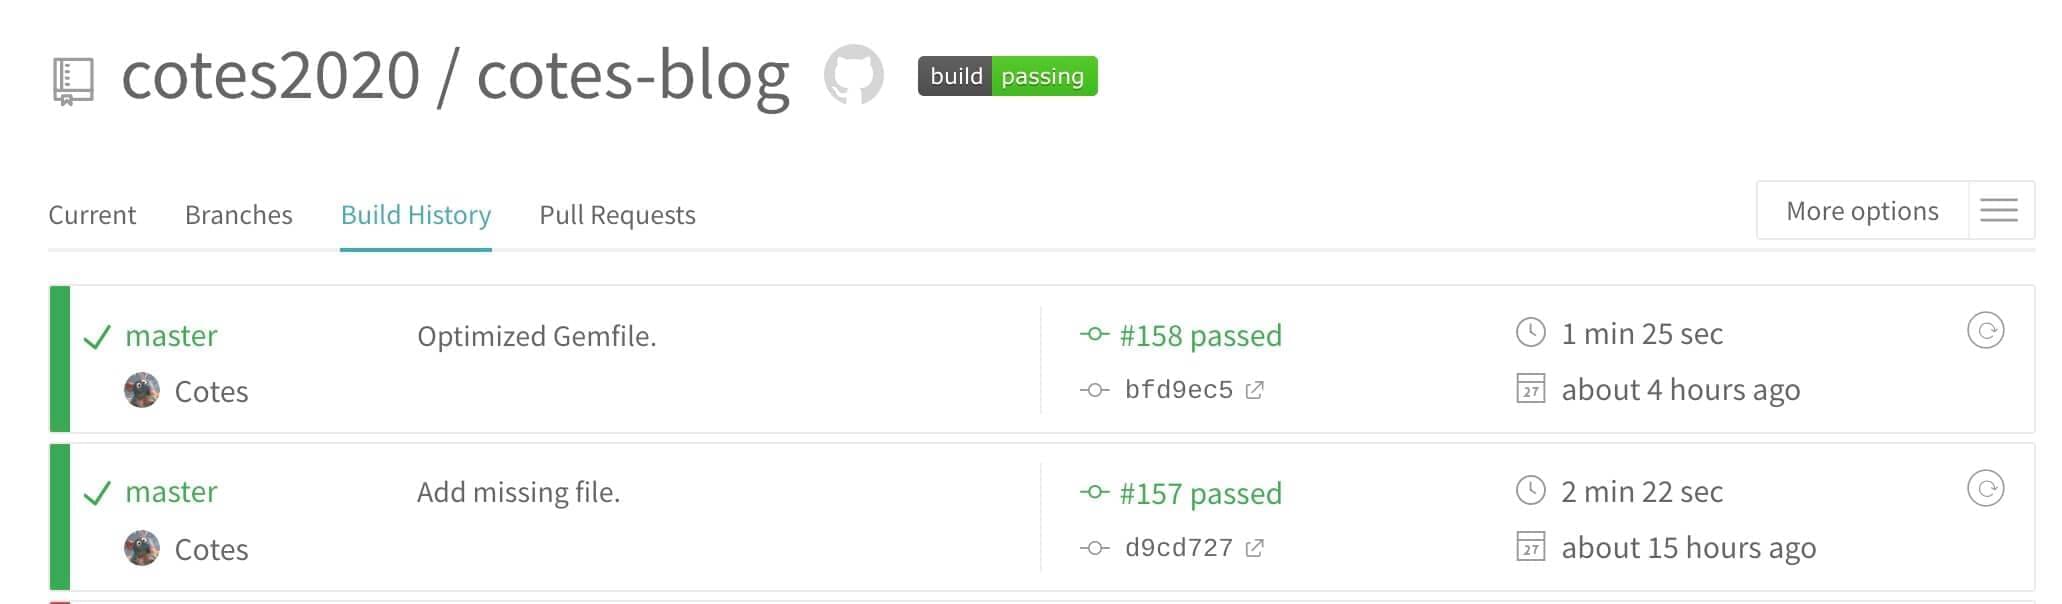 cotes2020 / cotes-blog build passing
Current Branches Build History Pull Requests More options
master Optimized Gemfile. #158 passed 1 min 25 sec
Cotes bfd9ec5 27 about 4 hours ago
master Add missing file. #157 passed 2 min 22 sec
Cotes d9cd727 27 about 15 hours ago